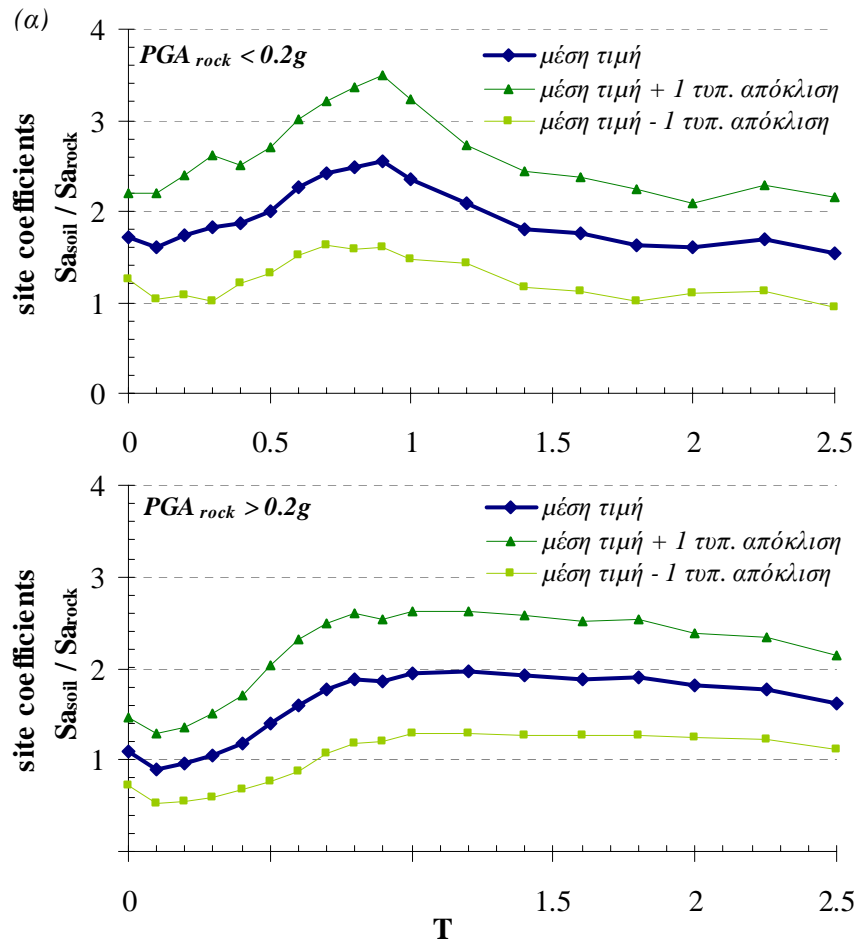 (α)
PGA rock < 0.2g
μέση τιμή
μέση τιμή + 1 τυπ. απόκλιση
μέση τιμή - 1 τυπ. απόκλιση
site coefficients
Sasoil / Sarock
4
3
2
1
0
0 0.5 1 1.5 2 2.5
PGA rock > 0.2g
μέση τιμή
μέση τιμή + 1 τυπ. απόκλιση
μέση τιμή - 1 τυπ. απόκλιση
site coefficients
Sasoil / Sarock
4
3
2
1
0 1.5 2 2.5
T